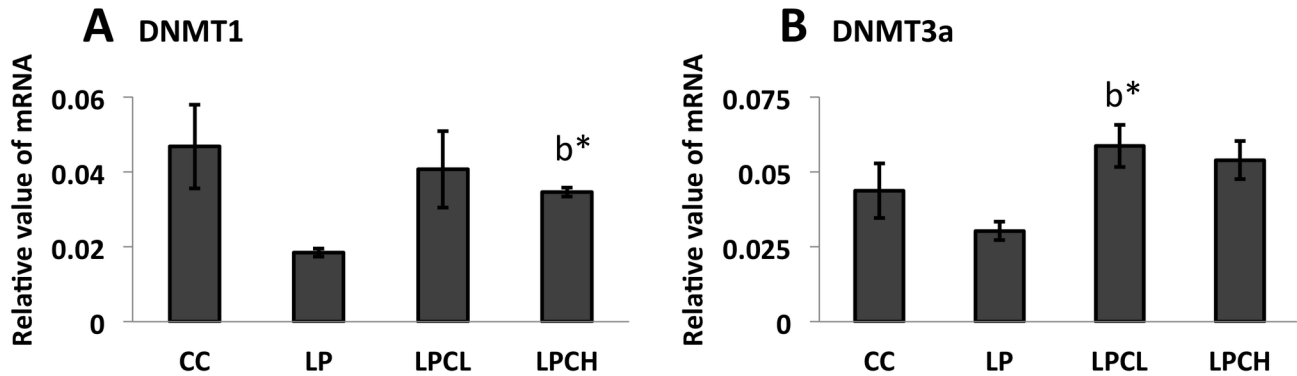 A DNMT1
Relative value of mRNA
0.06
0.04
0.02
0
b*
CC LP LPCL LPCH
B DNMT3a
Relative value of mRNA
0.075
0.05
0.025
0
b*
CC LP LPCL LPCH